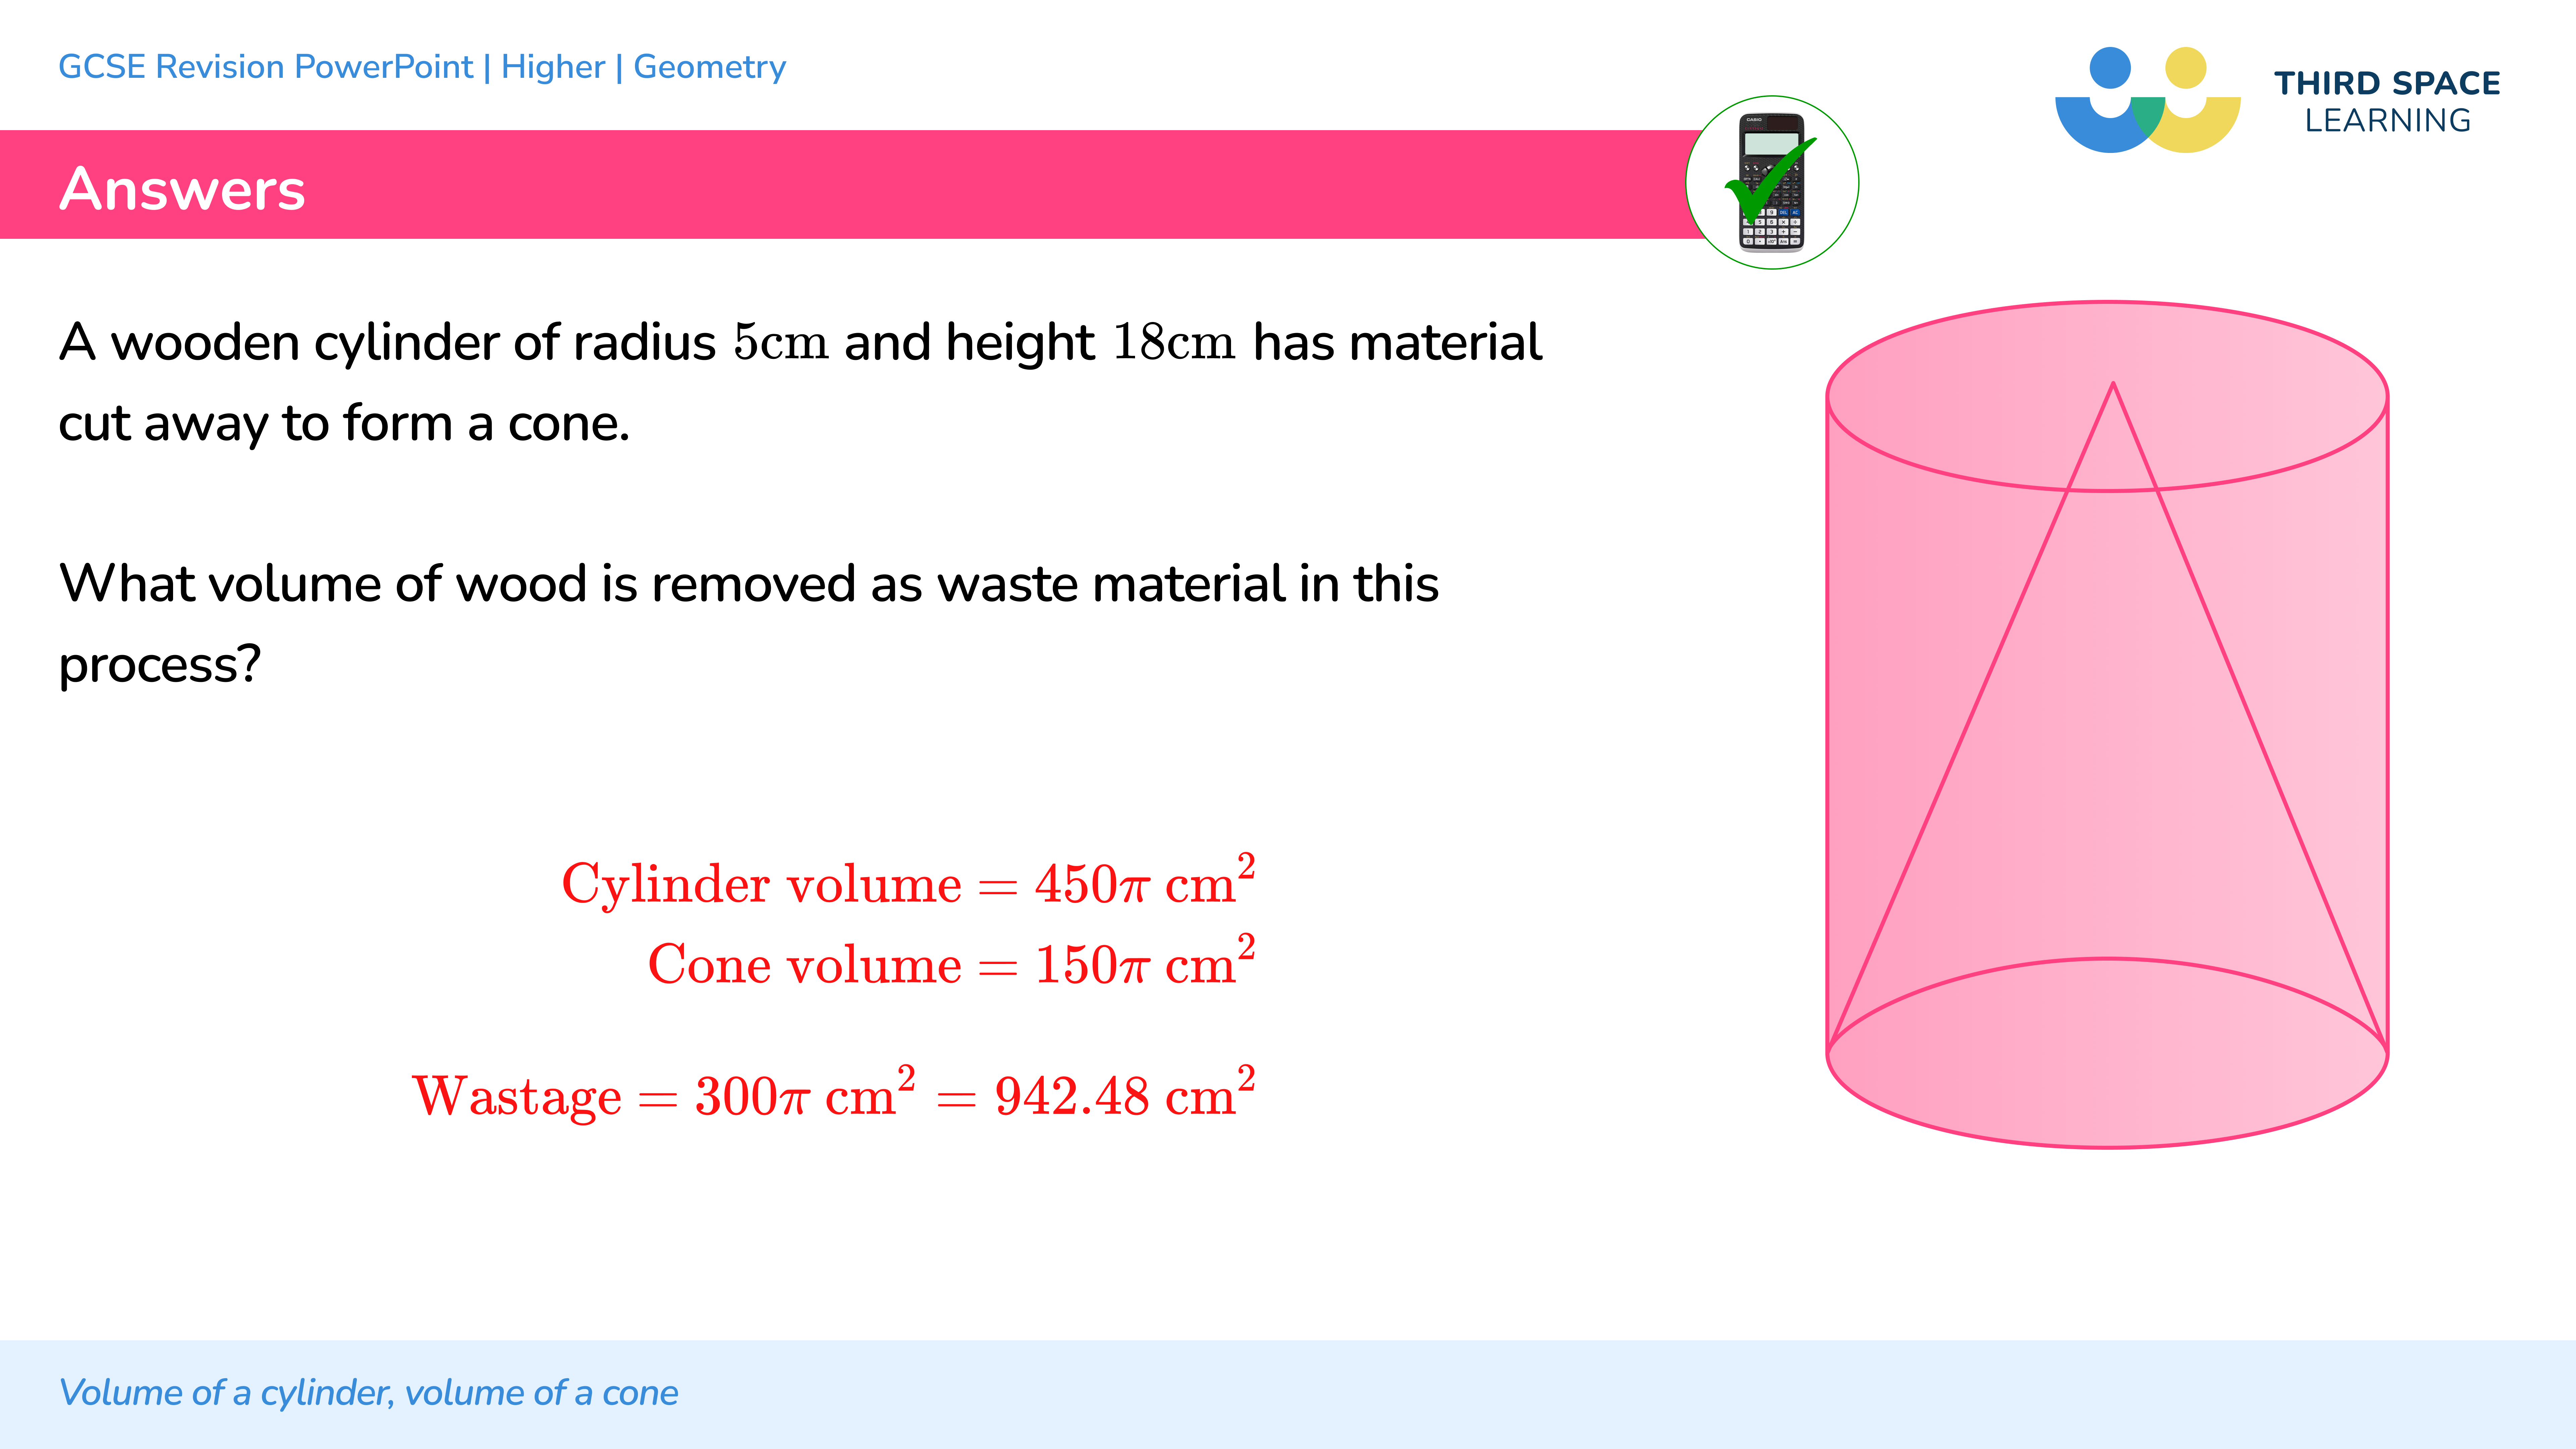 GCSE Revision PowerPoint | Higher | Geometry
THIRD SPACE
LEARNING
Answers
A wooden cylinder of radius 5cm and height 18cm has material
cut away to form a cone.
What volume of wood is removed as waste material in this
process?
Cylinder volume = 450π cm²
Cone volume = 150π cm²
Wastage = 300π cm² = 942.48 cm²
Volume of a cylinder, volume of a cone